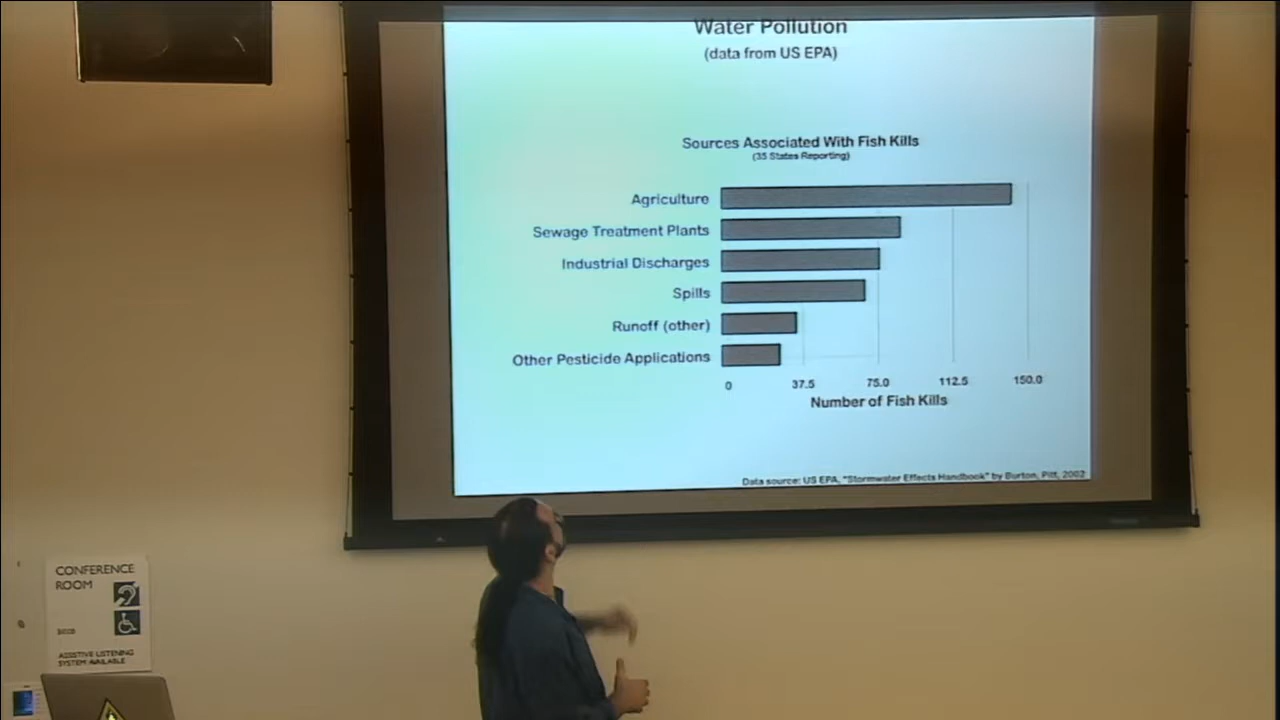 Water Pollution
(data from US EPA)
Sources Associated With Fish Kills
(35 States Reporting)
Agriculture
Sewage Treatment Plants
Industrial Discharges
Spills
Runoff (other)
Other Pesticide Applications
0 37.5 75.0 112.5 150.0
Number of Fish Kills
Data source: US EPA, "Stormwater Effects Handbook" by Burton, Pitt, 2002
CONFERENCE
ROOM
ASSISTIVE LISTENING
SYSTEM AVAILABLE